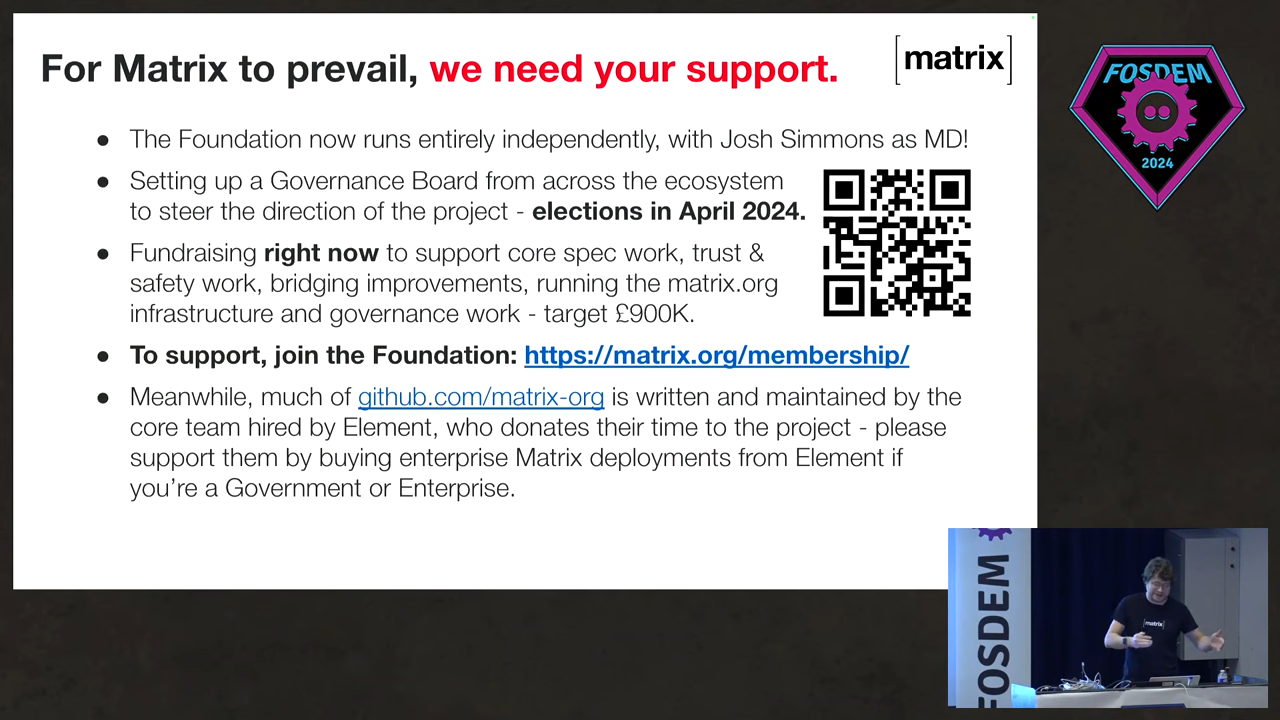 For Matrix to prevail, we need your support.
[matrix]
● The Foundation now runs entirely independently, with Josh Simmons as MD!
● Setting up a Governance Board from across the ecosystem
to steer the direction of the project - elections in April 2024.
● Fundraising right now to support core spec work, trust &
safety work, bridging improvements, running the matrix.org
infrastructure and governance work - target £900K.
● To support, join the Foundation: https://matrix.org/membership/
● Meanwhile, much of github.com/matrix-org is written and maintained by the
core team hired by Element, who donates their time to the project - please
support them by buying enterprise Matrix deployments from Element if
you're a Government or Enterprise.
FOSDEM
2024
FOSDEM
[matrix]